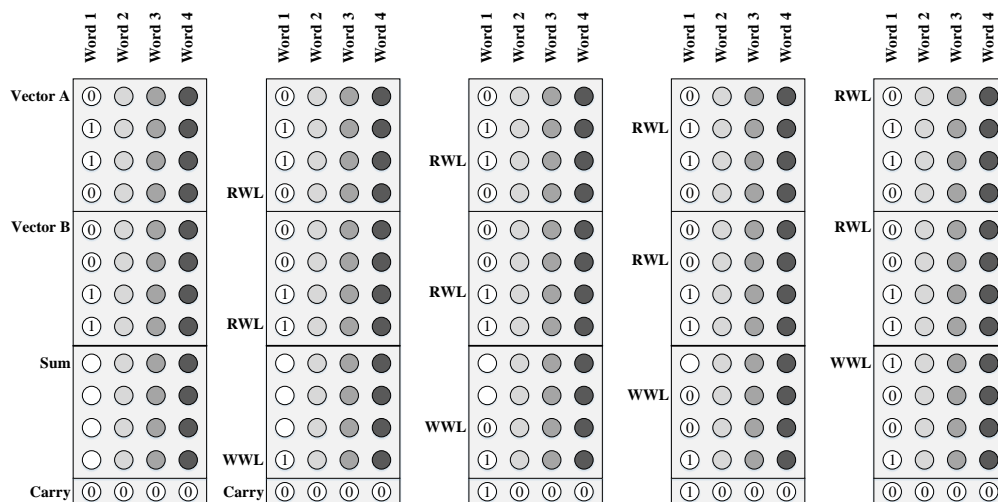 Word 1 Word 2 Word 3 Word 4 Word 1 Word 2 Word 3 Word 4 Word 1 Word 2 Word 3 Word 4 Word 1 Word 2 Word 3 Word 4 Word 1 Word 2 Word 3 Word 4
Vector A 0 0 0 0 RWL 0
1 1 1 RWL 1 1
1 1 RWL 1 1 1
0 RWL 0 0 0 0
Vector B 0 0 0 0 RWL 0
0 0 0 RWL 0 0
1 1 RWL 1 1 1
1 RWL 1 1 1 1
Sum WWL 1
WWL 0 0
WWL 0 0 0
WWL 1 1 1 1
Carry 0 0 0 0 Carry 0 0 0 0 1 0 0 0 1 0 0 0 0 0 0 0